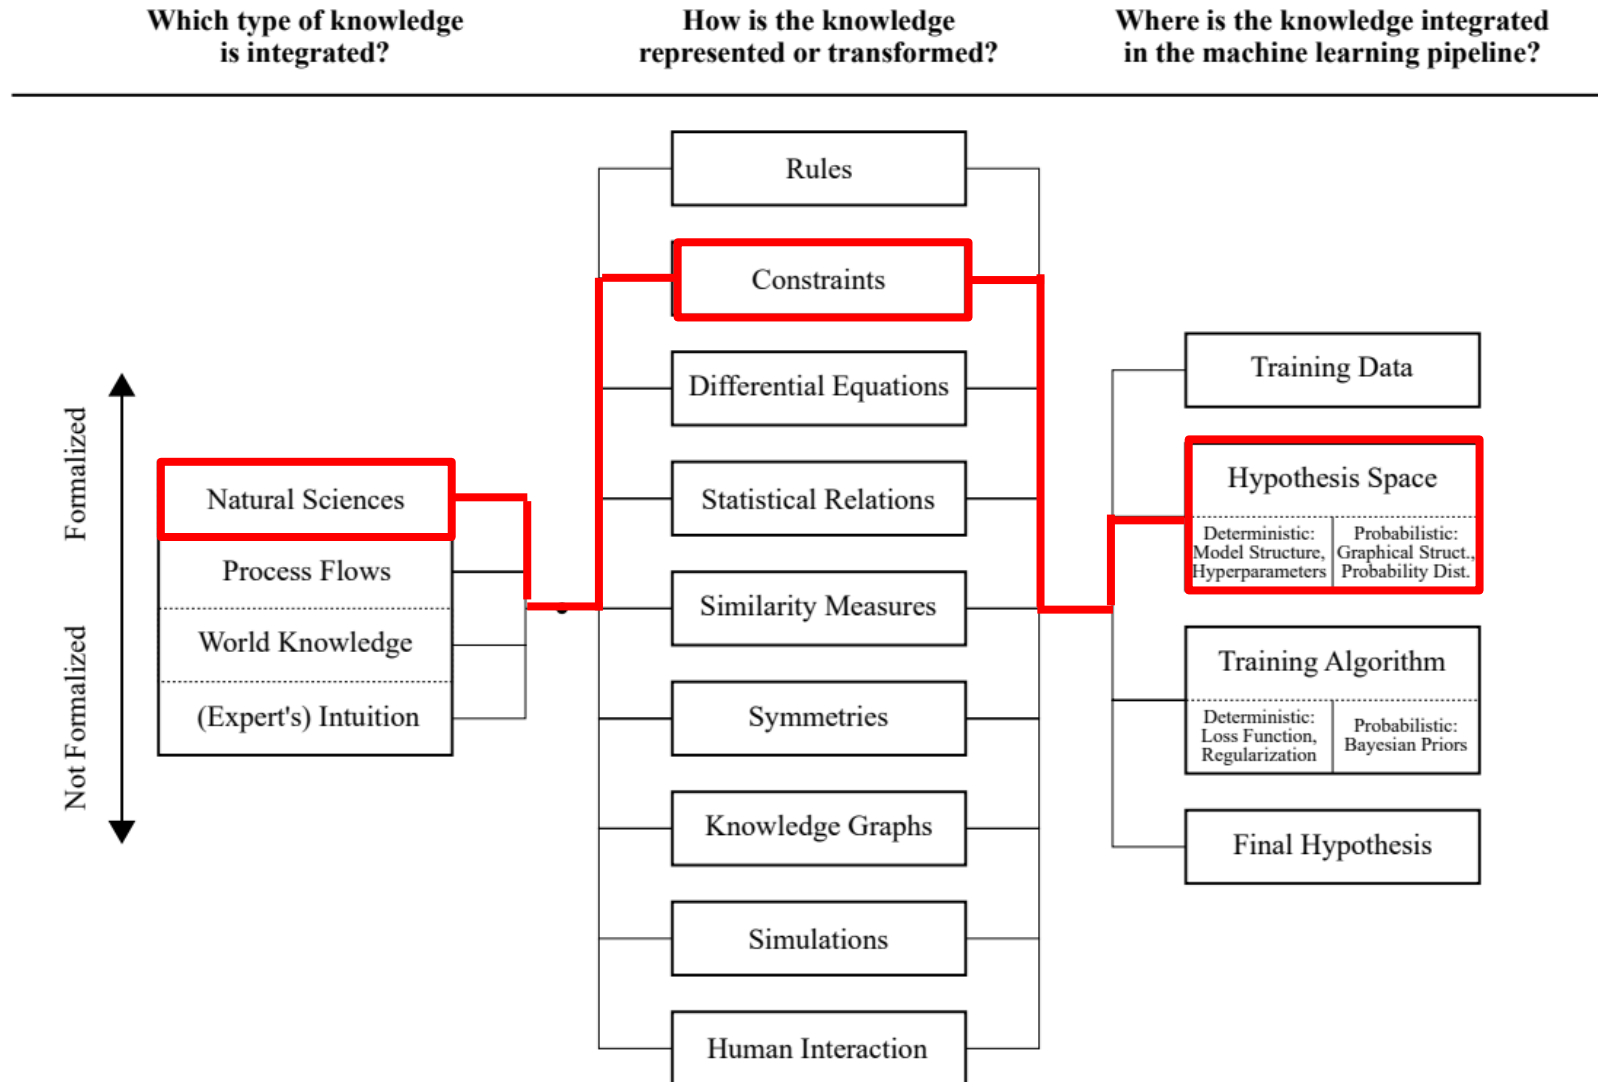 Which type of knowledge
is integrated?
How is the knowledge
represented or transformed?
Where is the knowledge integrated
in the machine learning pipeline?
Formalized
Not Formalized
Natural Sciences
Process Flows
World Knowledge
(Expert's) Intuition
Rules
Constraints
Differential Equations
Statistical Relations
Similarity Measures
Symmetries
Knowledge Graphs
Simulations
Human Interaction
Training Data
Hypothesis Space
Deterministic:
Model Structure,
Hyperparameters
Probabilistic:
Graphical Struct.,
Probability Dist.
Training Algorithm
Deterministic:
Loss Function,
Regularization
Probabilistic:
Bayesian Priors
Final Hypothesis